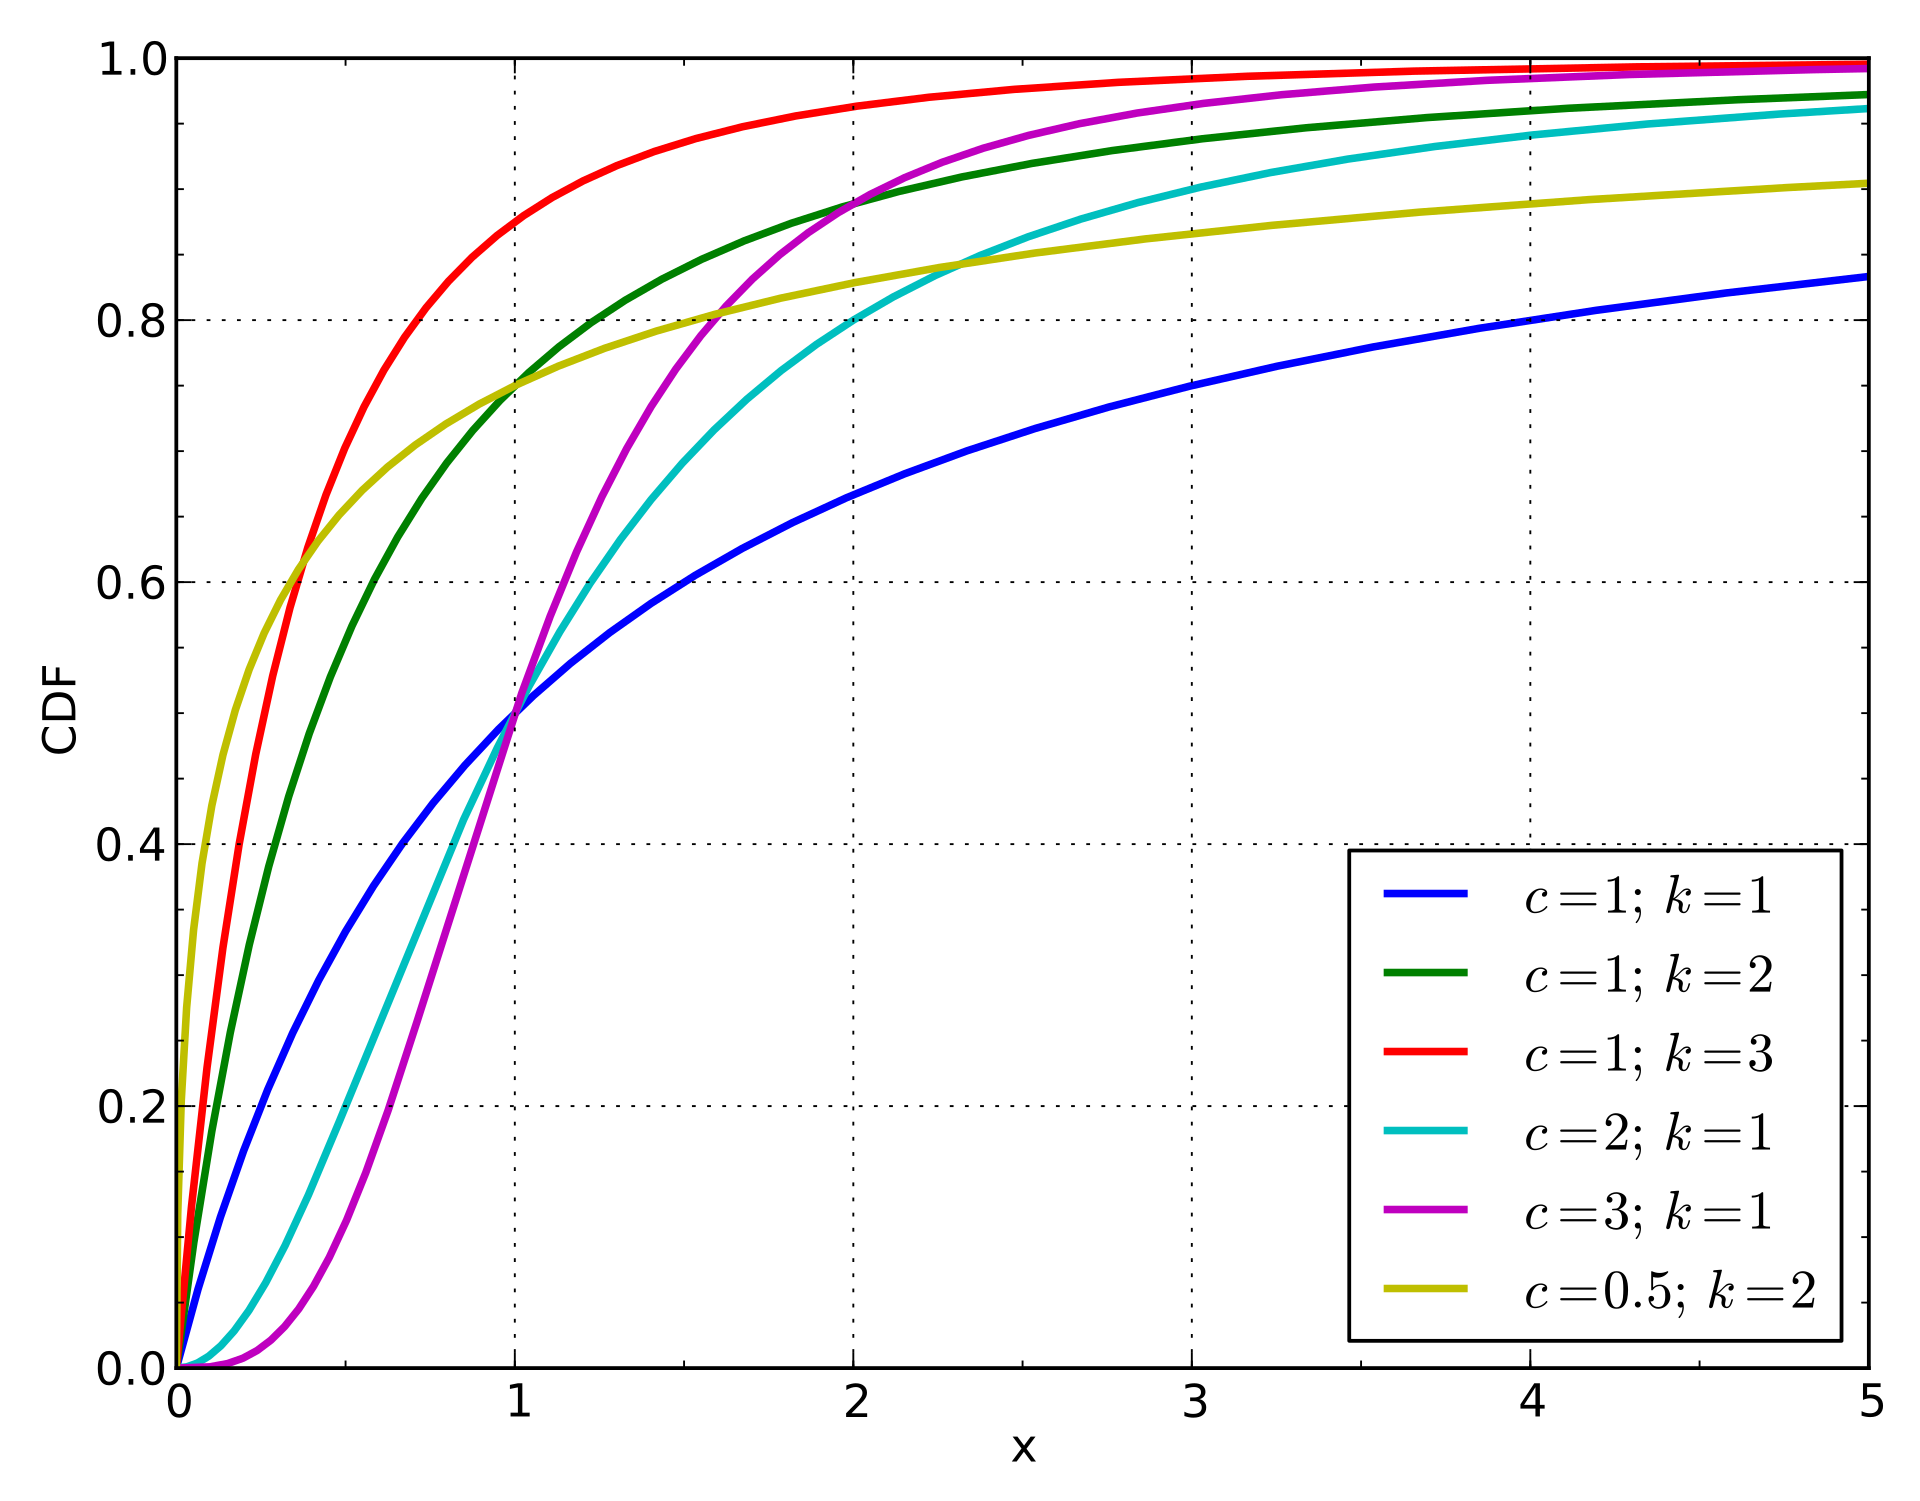 1.0
0.8
0.6
0.4
0.2
0.0
CDF
0 1 2 3 4 5
x
c=1; k=1
c=1; k=2
c=1; k=3
c=2; k=1
c=3; k=1
c=0.5; k=2